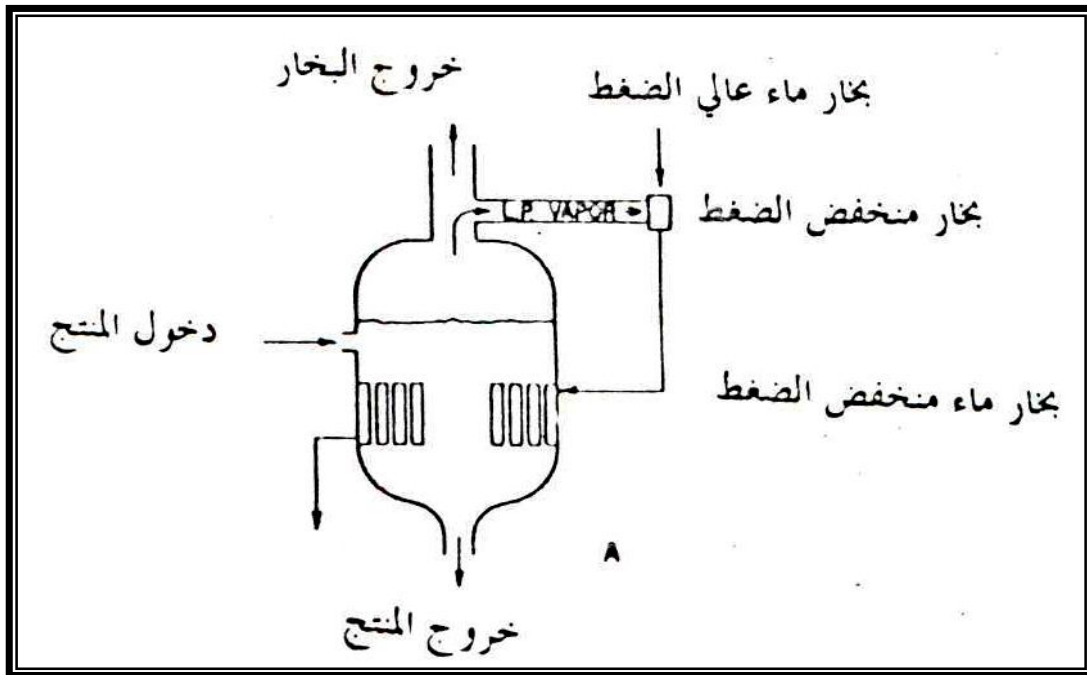 خروج البخار
بخار ماء عالي الضغط
L.P VAPOR
بخار منخفض الضغط
دخول المنتج
بخار ماء منخفض الضغط
A
خروج المنتج